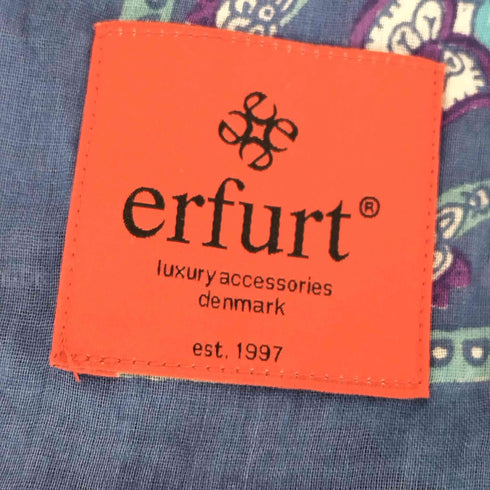 erfurt®
luxury accessories
denmark
est. 1997